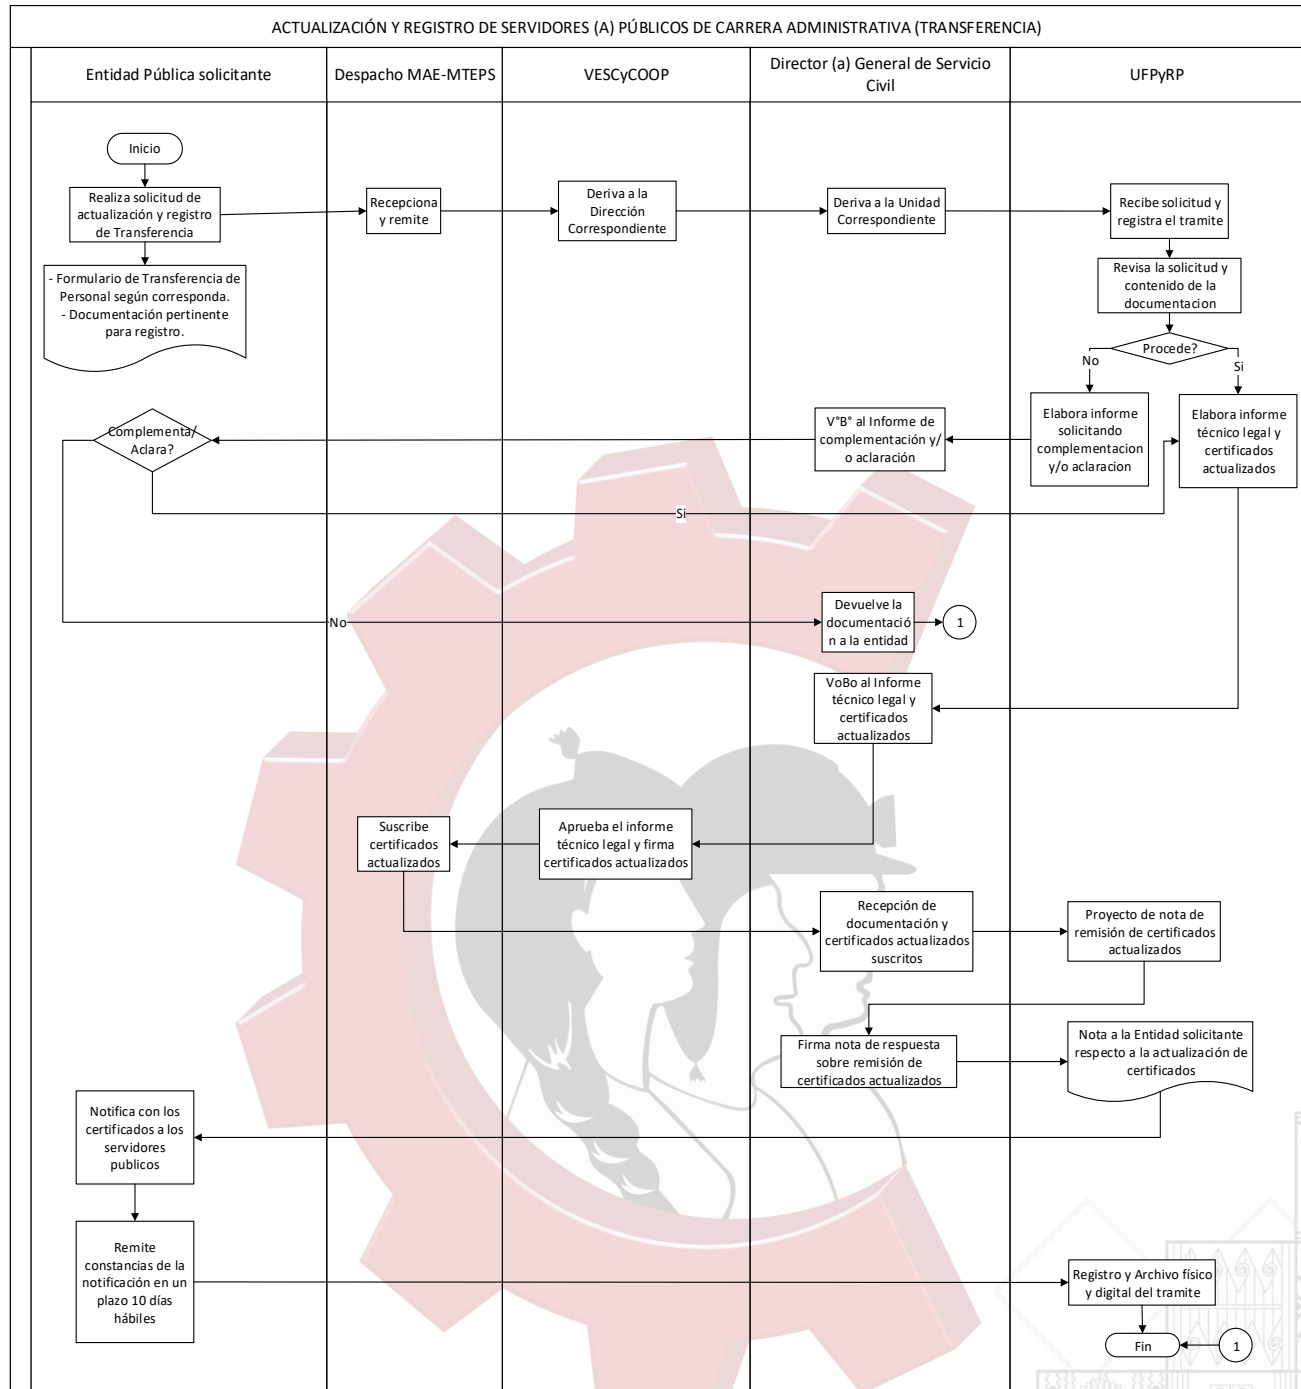 ACTUALIZACIÓN Y REGISTRO DE SERVIDORES (A) PÚBLICOS DE CARRERA ADMINISTRATIVA (TRANSFERENCIA)
Entidad Pública solicitante
Despacho MAE-MTEPS
VESCyCOOP
Director (a) General de Servicio
Civil
UFPyRP
Inicio
Realiza solicitud de
actualización y registro
de Transferencia
Recepciona
y remite
Deriva a la
Dirección
Correspondiente
Deriva a la Unidad
Correspondiente
Recibe solicitud y
registra el tramite
- Formulario de Transferencia de
Personal según corresponda.
- Documentación pertinente
para registro.
Revisa la solicitud y
contenido de la
documentacion
Procede?
No
Si
Complementa/
Aclara?
V°B° al Informe de
complementación y/
o aclaración
Elabora informe
solicitando
complementacion
y/o aclaracion
Elabora informe
técnico legal y
certificados
actualizados
Si
No
Devuelve la
documentació
n a la entidad
1
VoBo al Informe
técnico legal y
certificados
actualizados
Suscribe
certificados
actualizados
Aprueba el informe
técnico legal y firma
certificados actualizados
Recepción de
documentación y
certificados actualizados
suscritos
Proyecto de nota de
remisión de certificados
actualizados
Firma nota de respuesta
sobre remisión de
certificados actualizados
Nota a la Entidad solicitante
respecto a la actualización de
certificados
Notifica con los
certificados a los
servidores
publicos
Remite
constancias de la
notificación en un
plazo 10 días
hábiles
Registro y Archivo físico
y digital del tramite
Fin
1